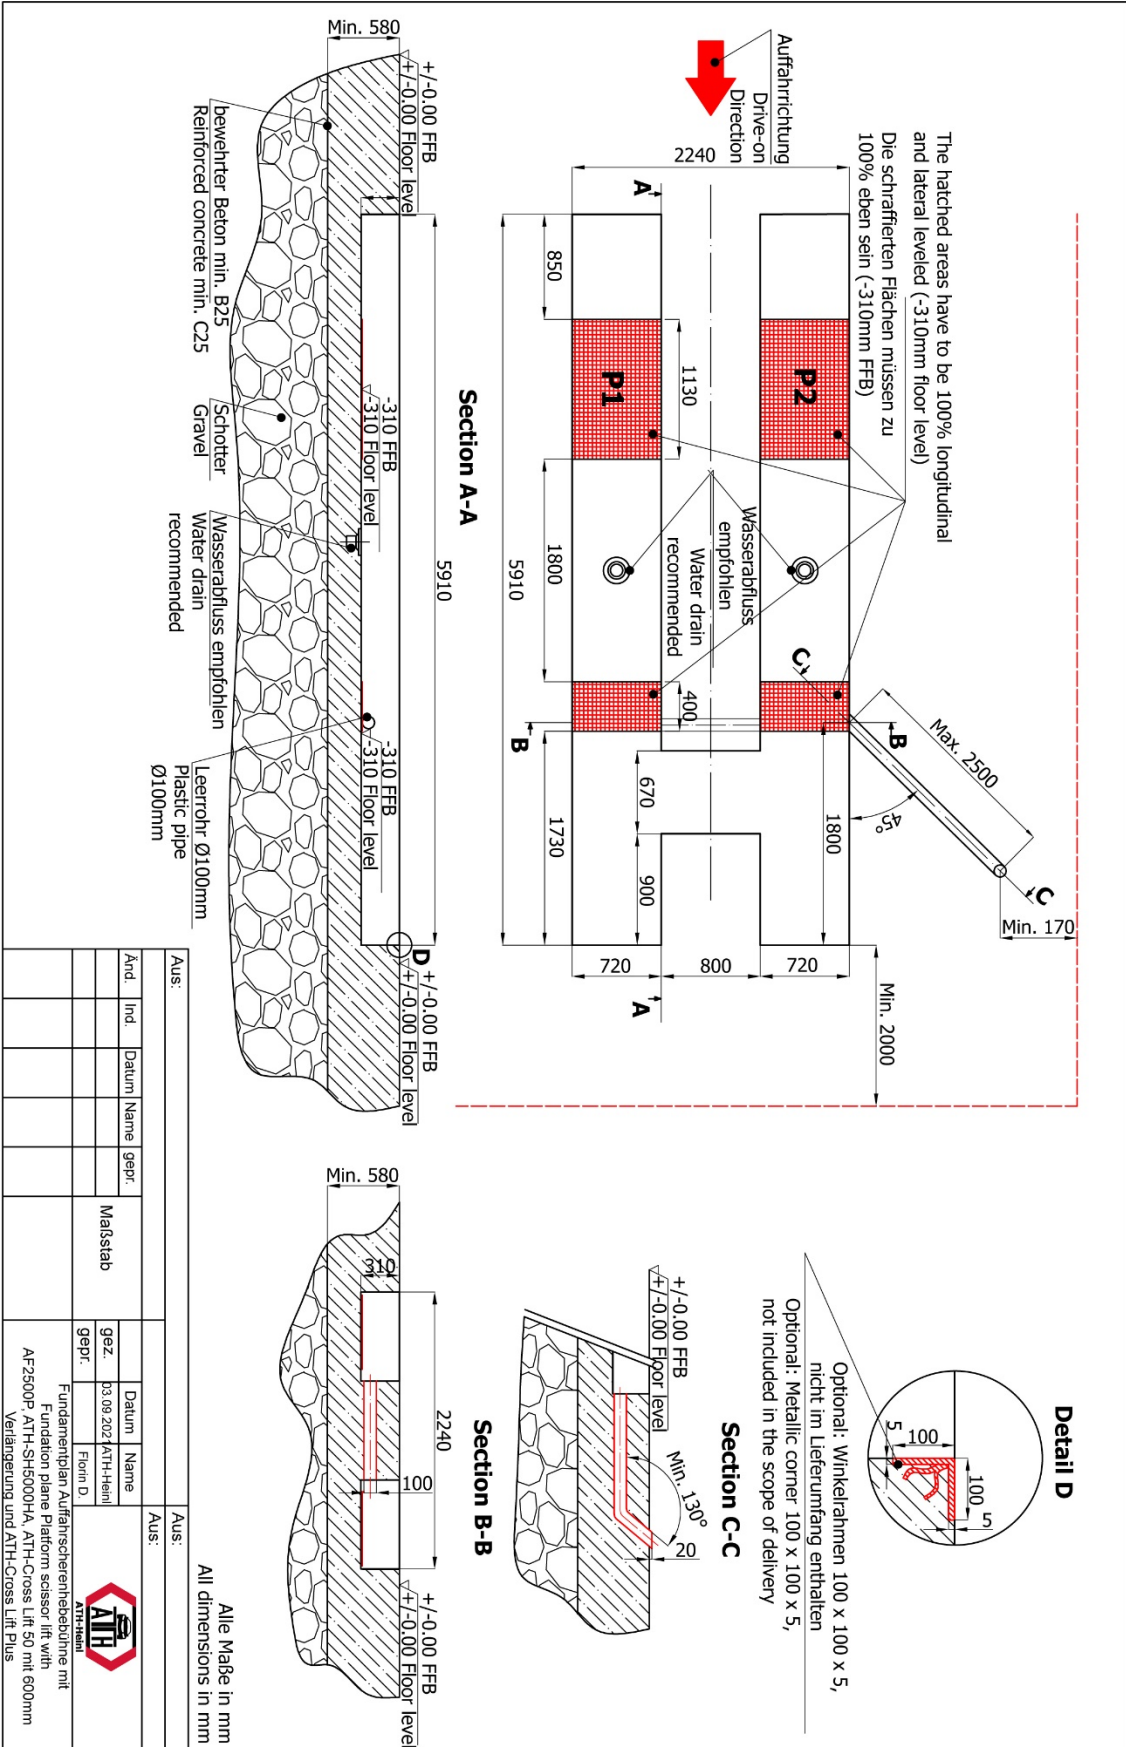 The hatched areas have to be 100% longitudinal
and lateral leveled (-310mm floor level)
Die schraffierten Flächen müssen zu
100% eben sein (-310mm FFB)
Auffahrrichtung
Drive-on
Direction
2240
A
A
850
1130
1800
400
1730
5910
P1
P2
Wasserabfluss
empfohlen
Water drain
recommended
B
B
C
C
Max. 2500
45°
1800
670
900
720
800
720
Min. 170
Min. 2000
Section A-A
5910
Min. 580
+/-0.00 FFB
+/-0.00 Floor level
-310 FFB
-310 Floor level
-310 FFB
-310 Floor level
D
+/-0.00 FFB
+/-0.00 Floor level
bewehrter Beton min. B25
Reinforced concrete min. C25
Schotter
Gravel
Wasserabfluss empfohlen
Water drain
recommended
Leerrohr Ø100mm
Plastic pipe
Ø100mm
Detail D
100
5
100
5
Optional: Winkelrahmen 100 x 100 x 5,
nicht im Lieferumfang enthalten
Optional: Metallic corner 100 x 100 x 5,
not included in the scope of delivery
Section C-C
+/-0.00 FFB
+/-0.00 Floor level
Min. 130°
20
Section B-B
2240
Min. 580
310
100
+/-0.00 FFB
+/-0.00 Floor level
Alle Maße in mm
All dimensions in mm
Aus:
Aus:
Aus:
Änd.
Ind.
Datum
Name
gepr.
Maßstab
Datum
Name
gez.
03.09.2021
ATH-Heinl
gepr.
Florin D.
ATH
ATH-Heinl
Fundamentplan Auffahrscherenhebebühne mit
Fundation plane Platform scissor lift with
AF2500P, ATH-SH5000HA, ATH-Cross Lift 50 mit 600mm
Verlängerung und ATH-Cross Lift Plus